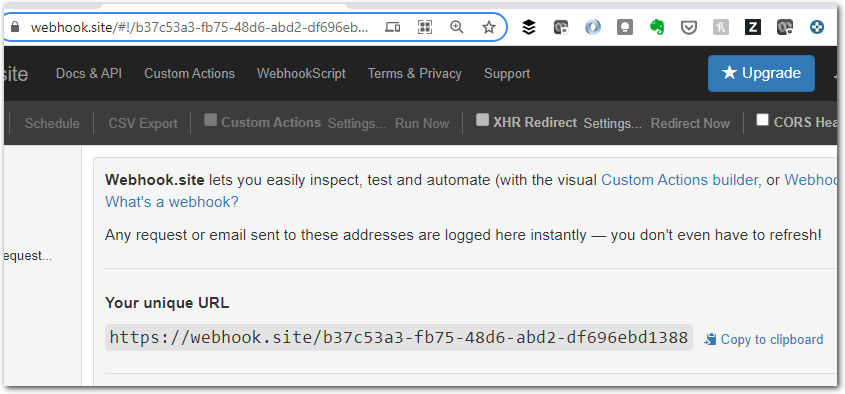 webhook.site/#!/b37c53a3-fb75-48d6-abd2-df696eb...
site Docs & API Custom Actions WebhookScript Terms & Privacy Support ★ Upgrade
Schedule CSV Export Custom Actions Settings... Run Now XHR Redirect Settings... Redirect Now CORS Hea
Webhook.site lets you easily inspect, test and automate (with the visual Custom Actions builder, or Webhoo
What's a webhook?
Any request or email sent to these addresses are logged here instantly — you don't even have to refresh!
equest...
Your unique URL
https://webhook.site/b37c53a3-fb75-48d6-abd2-df696ebd1388 Copy to clipboard